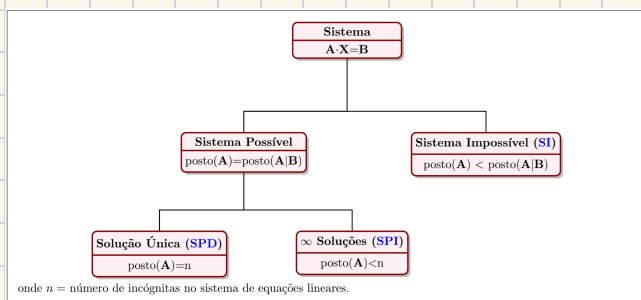 Sistema
A·X=B
Sistema Possível
posto(A)=posto(A|B)
Sistema Impossível (SI)
posto(A) < posto(A|B)
Solução Única (SPD)
posto(A)=n
∞ Soluções (SPI)
posto(A)<n
onde n = número de incógnitas no sistema de equações lineares.